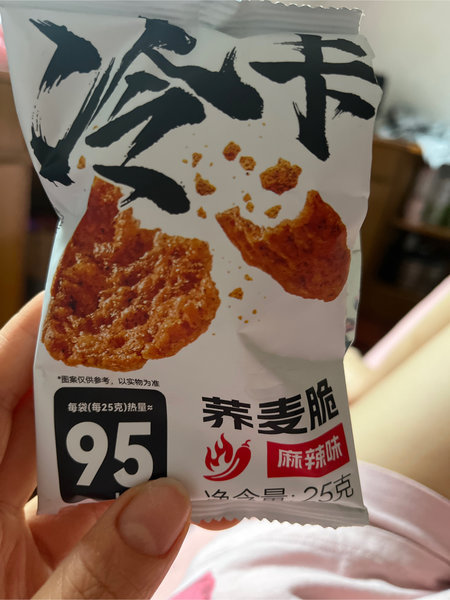 冷卡
*图案仅供参考，以实物为准
每袋(每25克)热量≈
95
荞麦脆
麻辣味
净含量: 25克